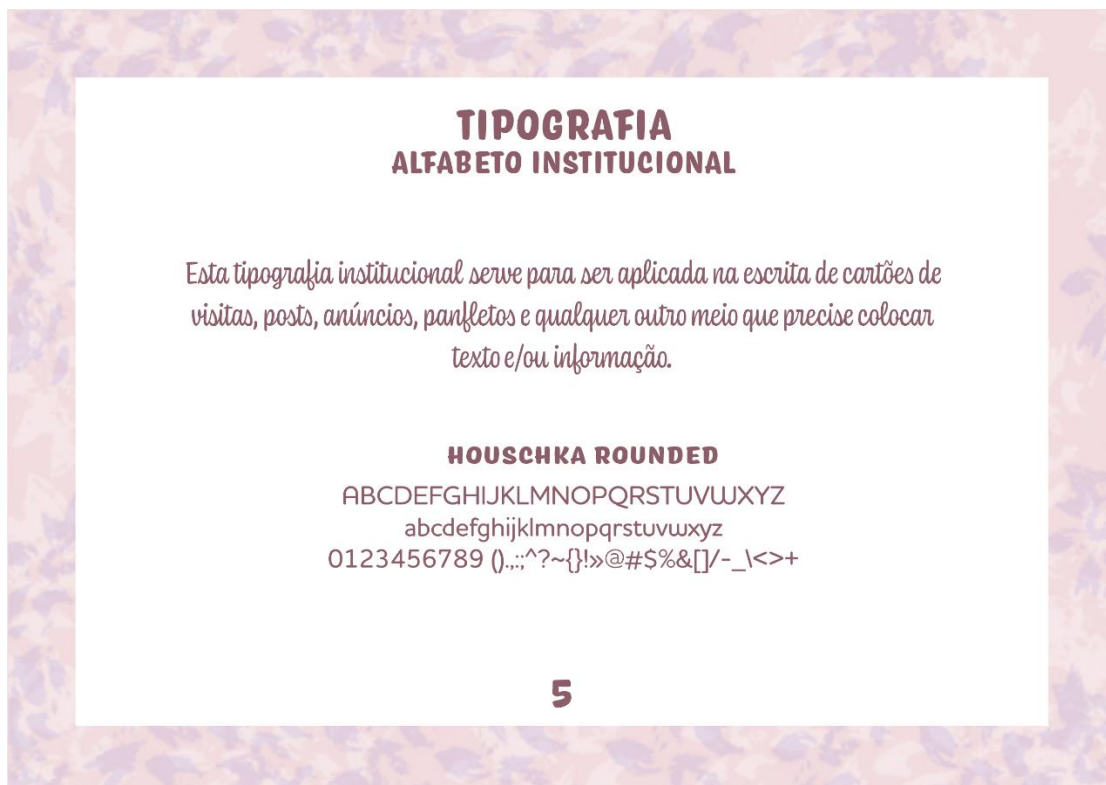 TIPOGRAFIA
ALFABETO INSTITUCIONAL
Esta tipografia institucional serve para ser aplicada na escrita de cartões de
visitas, posts, anúncios, panfletos e qualquer outro meio que precise colocar
texto e/ou informação.
HOUSCHKA ROUNDED
ABCDEFGHIJKLMNOPQRSTUVWXYZ
abcdefghijklmnopqrstuvwxyz
0123456789 ().,:;^?~{}!»@#$%&[]/-_\<>+
5